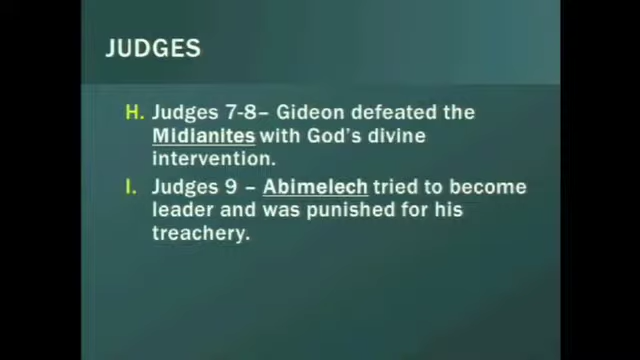 JUDGES
H. Judges 7-8– Gideon defeated the
Midianites with God's divine
intervention.
I. Judges 9 – Abimelech tried to become
leader and was punished for his
treachery.